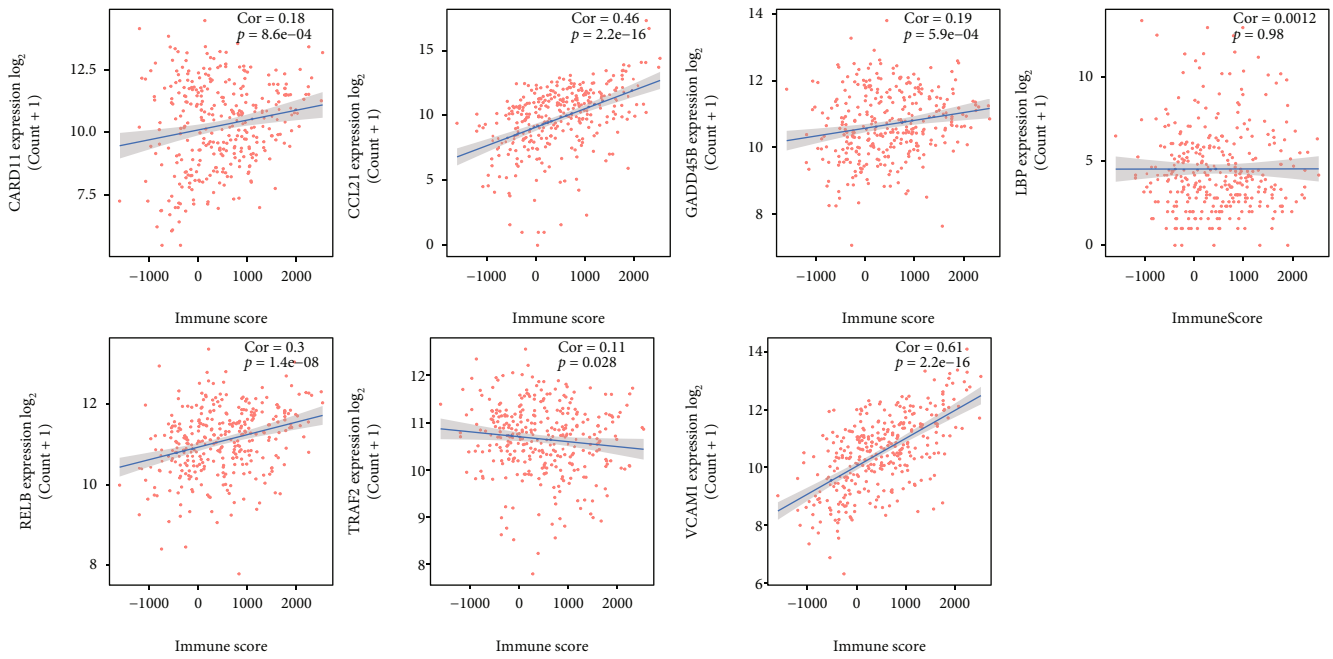 CARD11 expression log₂
(Count + 1)
12.5
10.0
7.5
Cor = 0.18
p = 8.6e−04
−1000 0 1000 2000
Immune score
CCL21 expression log₂
(Count + 1)
15
10
5
0
Cor = 0.46
p = 2.2e−16
−1000 0 1000 2000
Immune score
GADD45B expression log₂
(Count + 1)
14
12
10
8
Cor = 0.19
p = 5.9e−04
−1000 0 1000 2000
Immune score
LBP expression log₂
(Count + 1)
10
5
0
Cor = 0.0012
p = 0.98
−1000 0 1000 2000
ImmuneScore
RELB expression log₂
(Count + 1)
12
10
8
Cor = 0.3
p = 1.4e−08
−1000 0 1000 2000
Immune score
TRAF2 expression log₂
(Count + 1)
12
11
10
9
8
Cor = 0.11
p = 0.028
−1000 0 1000 2000
Immune score
VCAM1 expression log₂
(Count + 1)
14
12
10
8
6
Cor = 0.61
p = 2.2e−16
−1000 0 1000 2000
Immune score